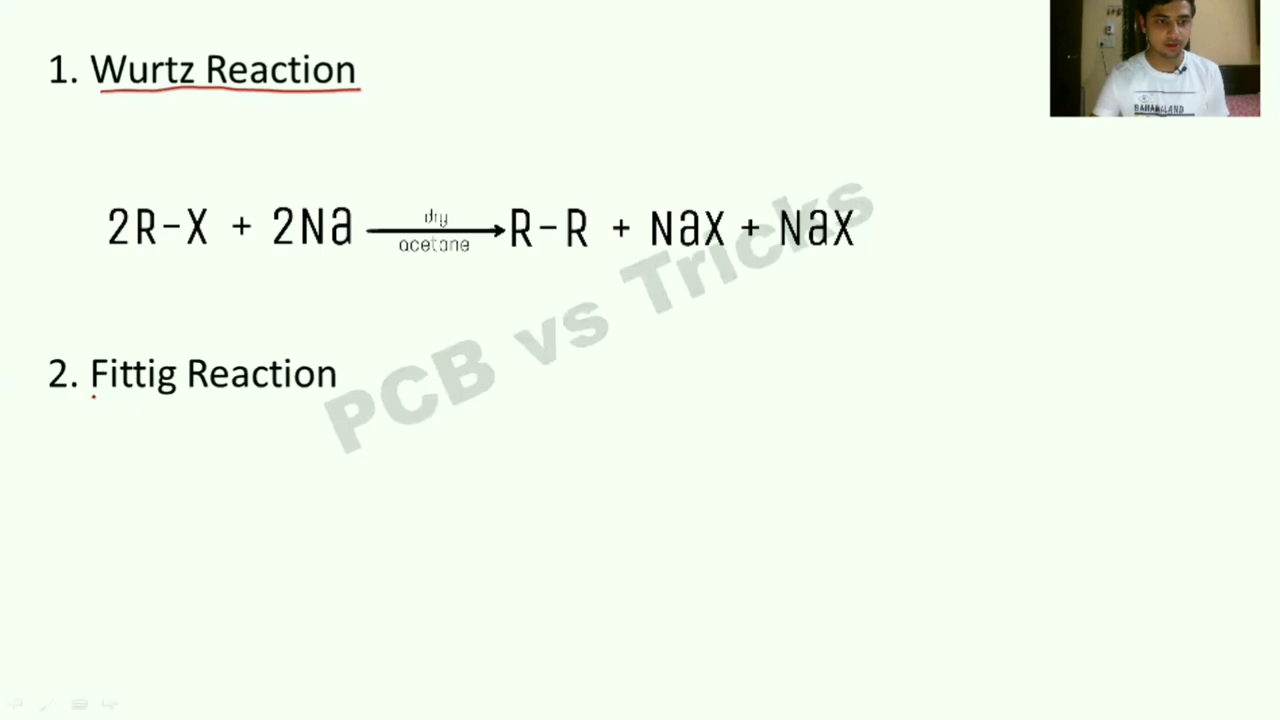 1. Wurtz Reaction
2R-X + 2Na dry acetone R-R + NaX + NaX
2. Fittig Reaction
PCB vs Tricks